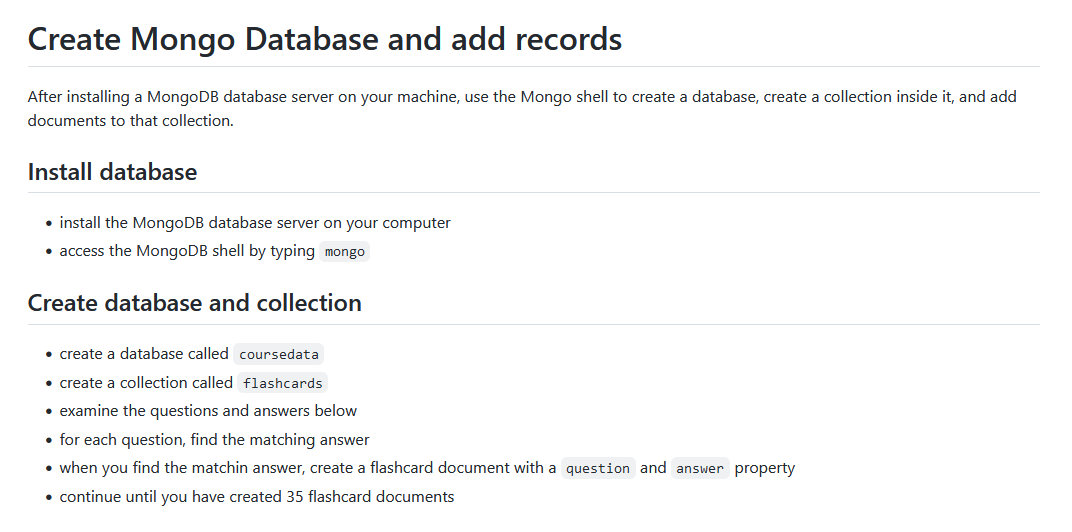 Create Mongo Database and add records
After installing a MongoDB database server on your machine, use the Mongo shell to create a database, create a collection inside it, and add
documents to that collection.
Install database
• install the MongoDB database server on your computer
• access the MongoDB shell by typing mongo
Create database and collection
• create a database called coursedata
• create a collection called flashcards
• examine the questions and answers below
• for each question, find the matching answer
• when you find the matchin answer, create a flashcard document with a question and answer property
• continue until you have created 35 flashcard documents